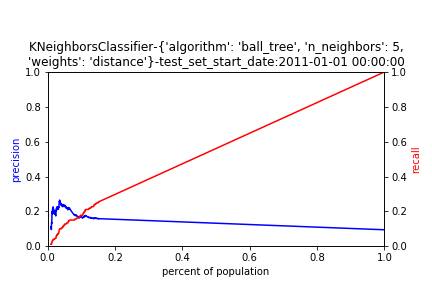 KNeighborsClassifier-{'algorithm': 'ball_tree', 'n_neighbors': 5,
'weights': 'distance'}-test_set_start_date:2011-01-01 00:00:00
1.0
0.8
0.6
0.4
0.2
0.0
precision
1.0
0.8
0.6
0.4
0.2
0.0
recall
0.0 0.2 0.4 0.6 0.8 1.0
percent of population